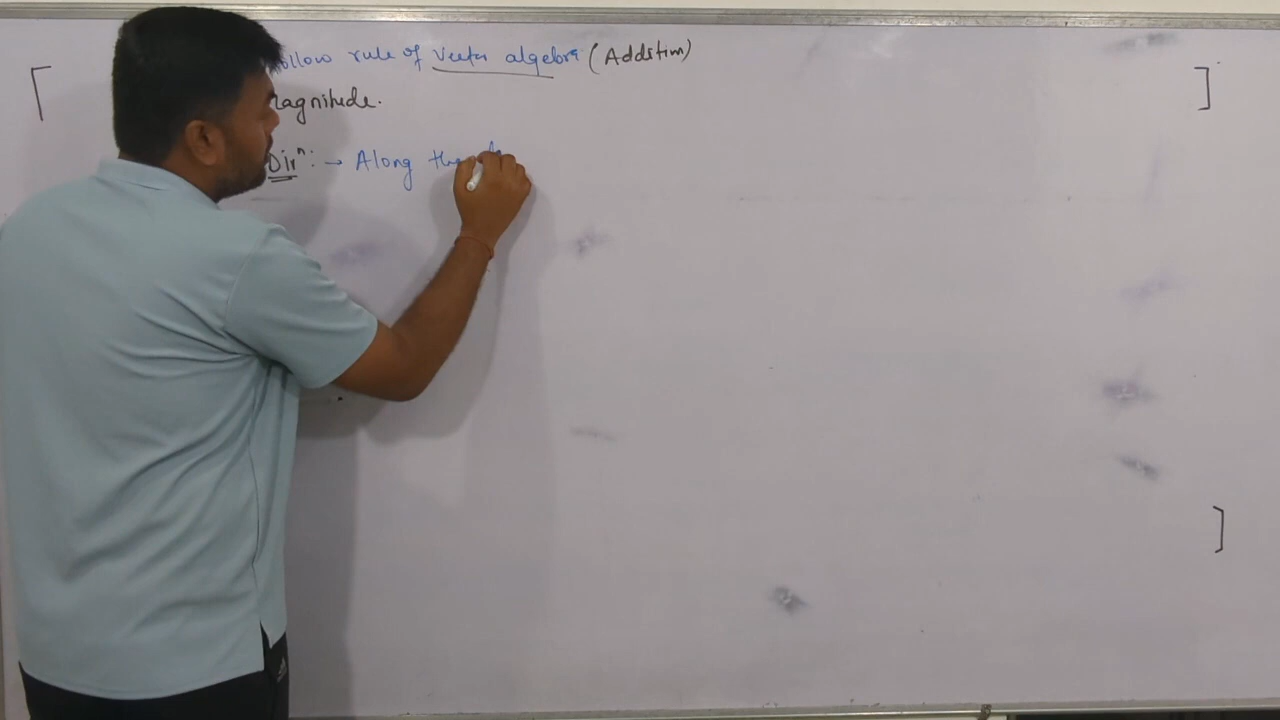 ollow rule of Vector algebra (Addition)
agnitude.
Dirⁿ: → Along the